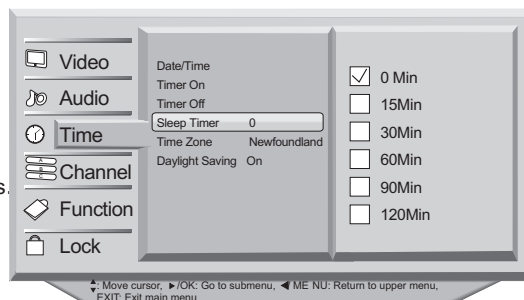 Video
Audio
Time
Channel
Function
Lock
Date/Time
Timer On
Timer Off
Sleep Timer 0
Time Zone Newfoundland
Daylight Saving On
0 Min
15Min
30Min
60Min
90Min
120Min
s.
: Move cursor, ►/OK: Go to submenu, ◄ ME NU: Return to upper menu,
EXIT: Exit main menu